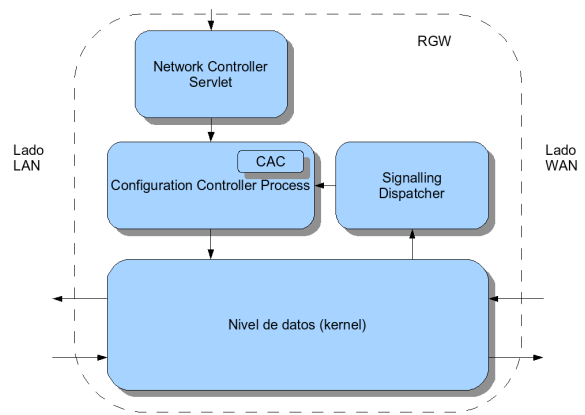 RGW
Network Controller
Servlet
Lado
LAN
CAC
Configuration Controller Process
Signalling
Dispatcher
Lado
WAN
Nivel de datos (kernel)